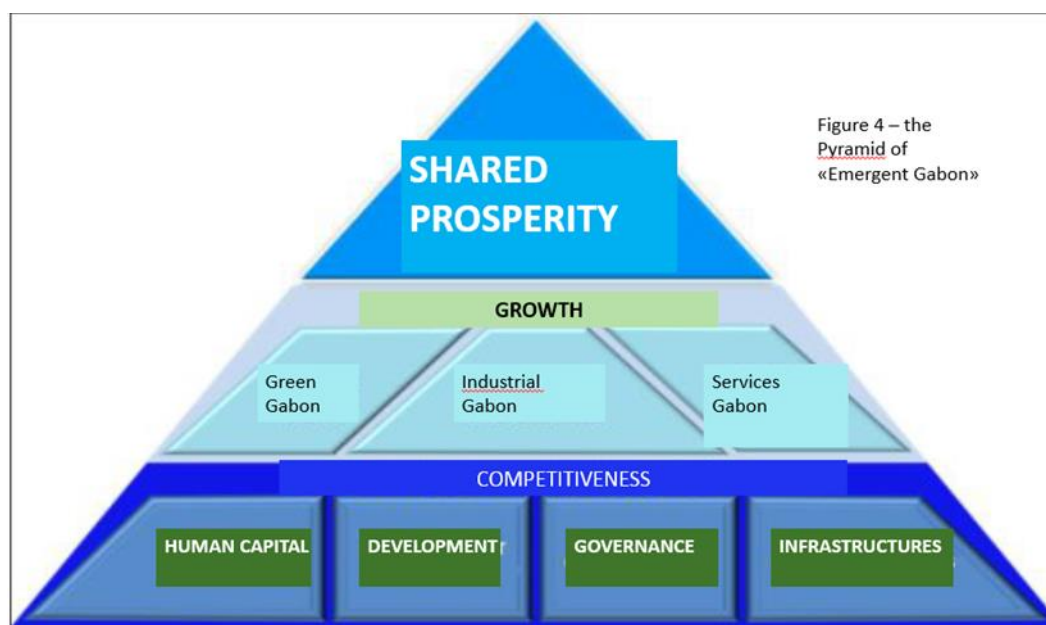 SHARED
PROSPERITY
Figure 4 – the
Pyramid of
«Emergent Gabon»
GROWTH
Green
Gabon
Industrial
Gabon
Services
Gabon
COMPETITIVENESS
HUMAN CAPITAL
DEVELOPMENT
GOVERNANCE
INFRASTRUCTURES